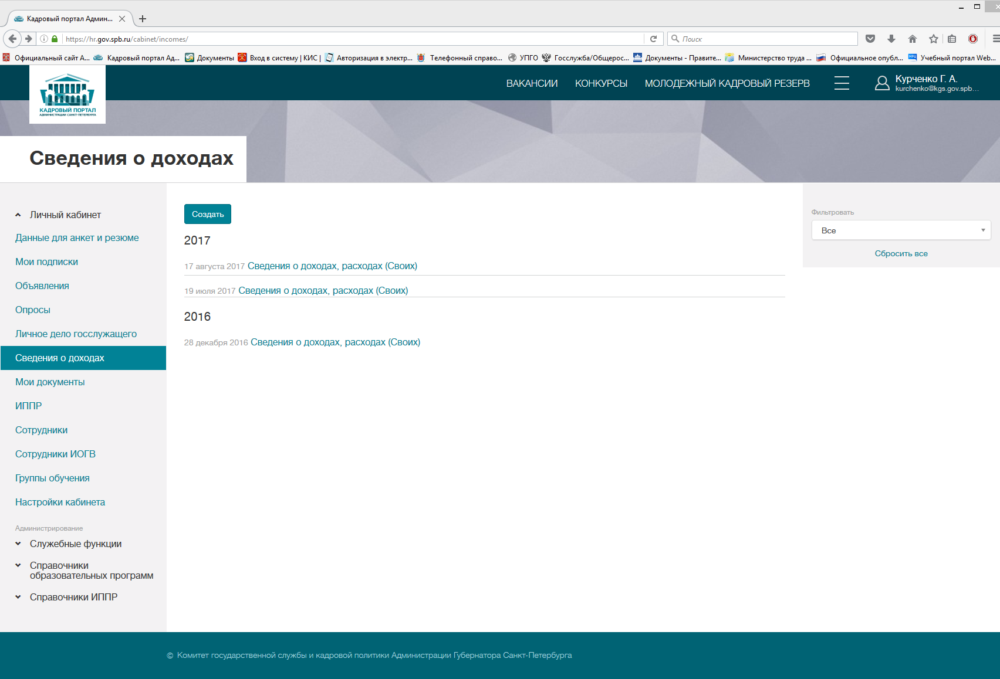 Кадровый портал Админ...
https://hr.gov.spb.ru/cabinet/incomes/
Поиск
Официальный сайт А...
Кадровый портал Ад...
Документы
Вход в систему | КИС |
Авторизация в электр...
Телефонный справо...
УПГО
Госслужба/Общерос...
Документы - Правите...
Министерство труда ...
Официальное опубл...
Учебный портал Web...
КАДРОВЫЙ ПОРТАЛ
АДМИНИСТРАЦИИ САНКТ-ПЕТЕРБУРГА
ВАКАНСИИ
КОНКУРСЫ
МОЛОДЕЖНЫЙ КАДРОВЫЙ РЕЗЕРВ
Курченко Г. А.
kurchenko@kgs.gov.spb...
Сведения о доходах
Личный кабинет
Данные для анкет и резюме
Мои подписки
Объявления
Опросы
Личное дело госслужащего
Сведения о доходах
Мои документы
ИППР
Сотрудники
Сотрудники ИОГВ
Группы обучения
Настройки кабинета
Администрирование
Служебные функции
Справочники
образовательных программ
Справочники ИППР
Создать
2017
17 августа 2017 Сведения о доходах, расходах (Своих)
19 июля 2017 Сведения о доходах, расходах (Своих)
2016
28 декабря 2016 Сведения о доходах, расходах (Своих)
Фильтровать
Все
Сбросить все
© Комитет государственной службы и кадровой политики Администрации Губернатора Санкт-Петербурга